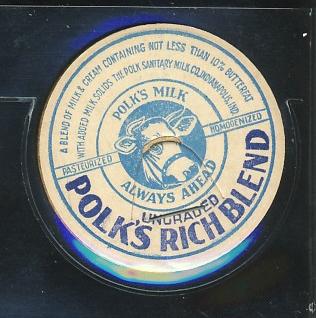 A BLEND OF MILK & CREAM CONTAINING NOT LESS THAN 10% BUTTERFAT
WITH ADDED MILK SOLIDS. THE POLK SANITARY MILK CO. INDIANAPOLIS, IND.
PASTEURIZED
HOMOGENIZED
POLK'S MILK
ALWAYS AHEAD
UNGRADED
POLK'S RICH BLEND